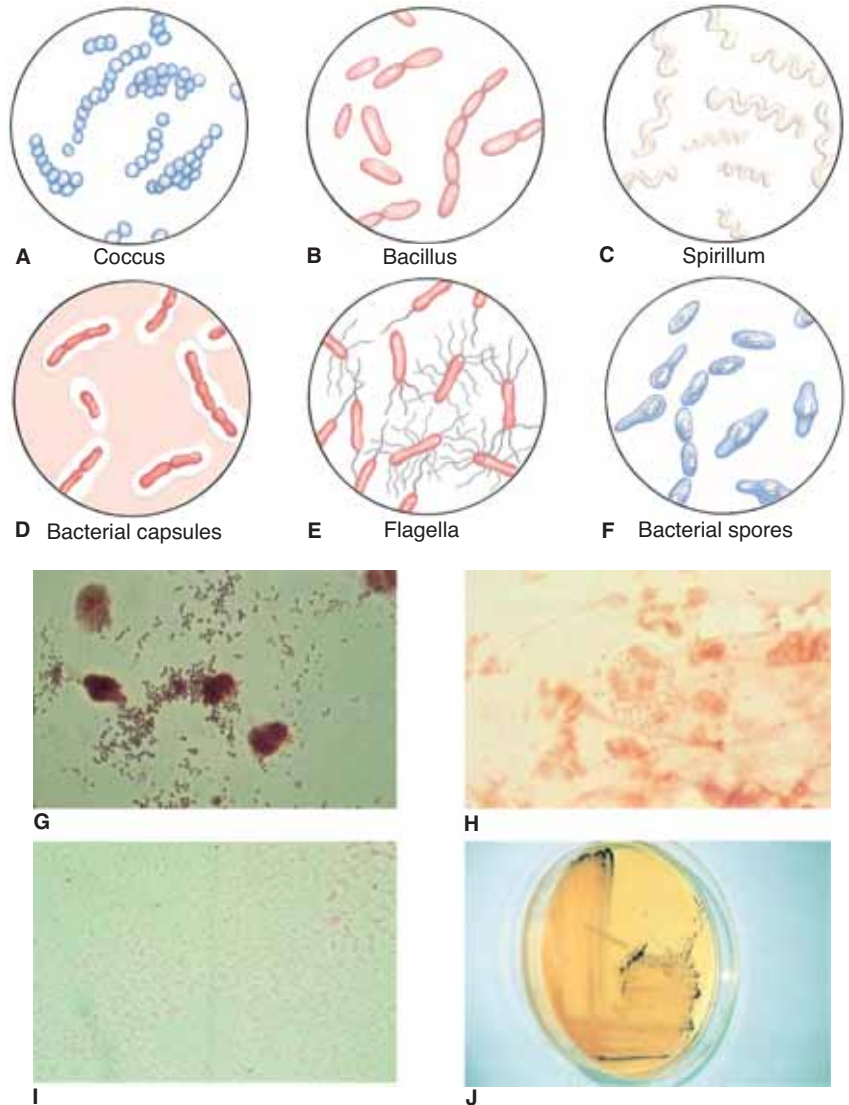 A Coccus
B Bacillus
C Spirillum
D Bacterial capsules
E Flagella
F Bacterial spores
G
H
I
J